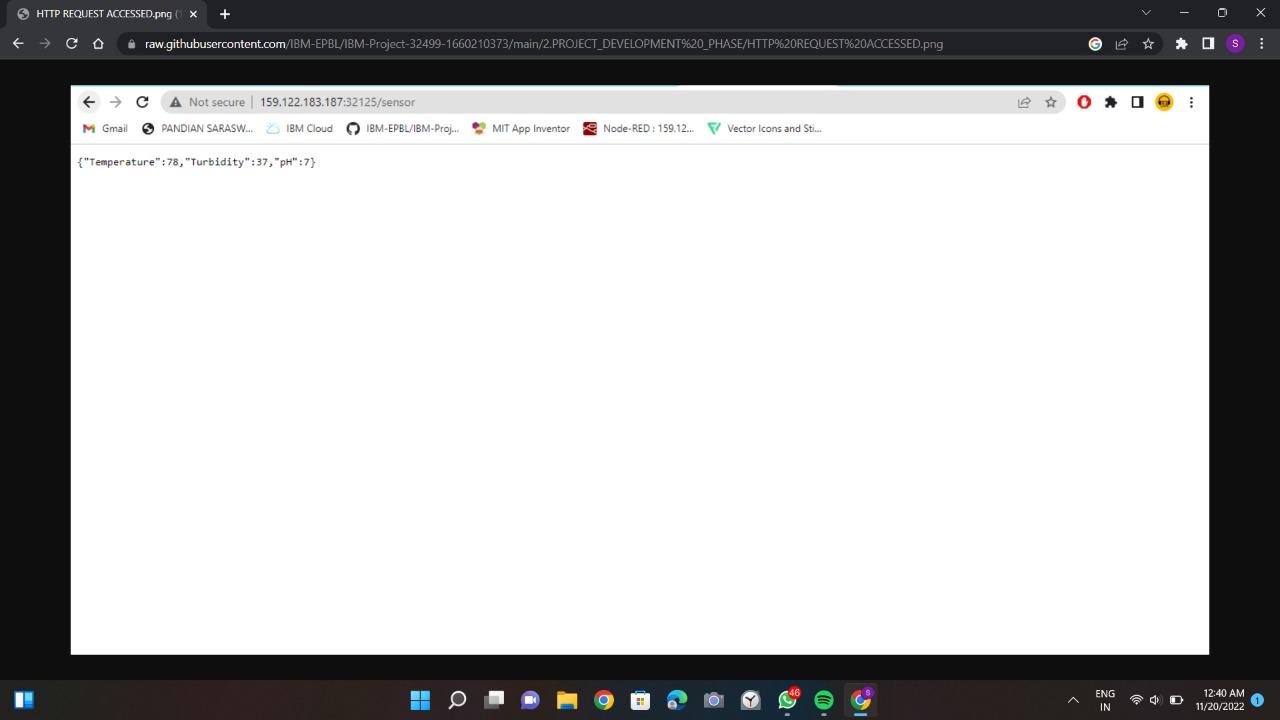 HTTP REQUEST ACCESSED.png (
raw.githubusercontent.com/IBM-EPBL/IBM-Project-32499-1660210373/main/2.PROJECT_DEVELOPMENT%20_PHASE/HTTP%20REQUEST%20ACCESSED.png
S
Not secure 159.122.183.187:32125/sensor
Gmail PANDIAN SARASW... IBM Cloud IBM-EPBL/IBM-Proj... MIT App Inventor Node-RED : 159.12... Vector Icons and Sti...
{"Temperature":78,"Turbidity":37,"pH":7}
46 S
ENG 12:40 AM
IN 11/20/2022 1